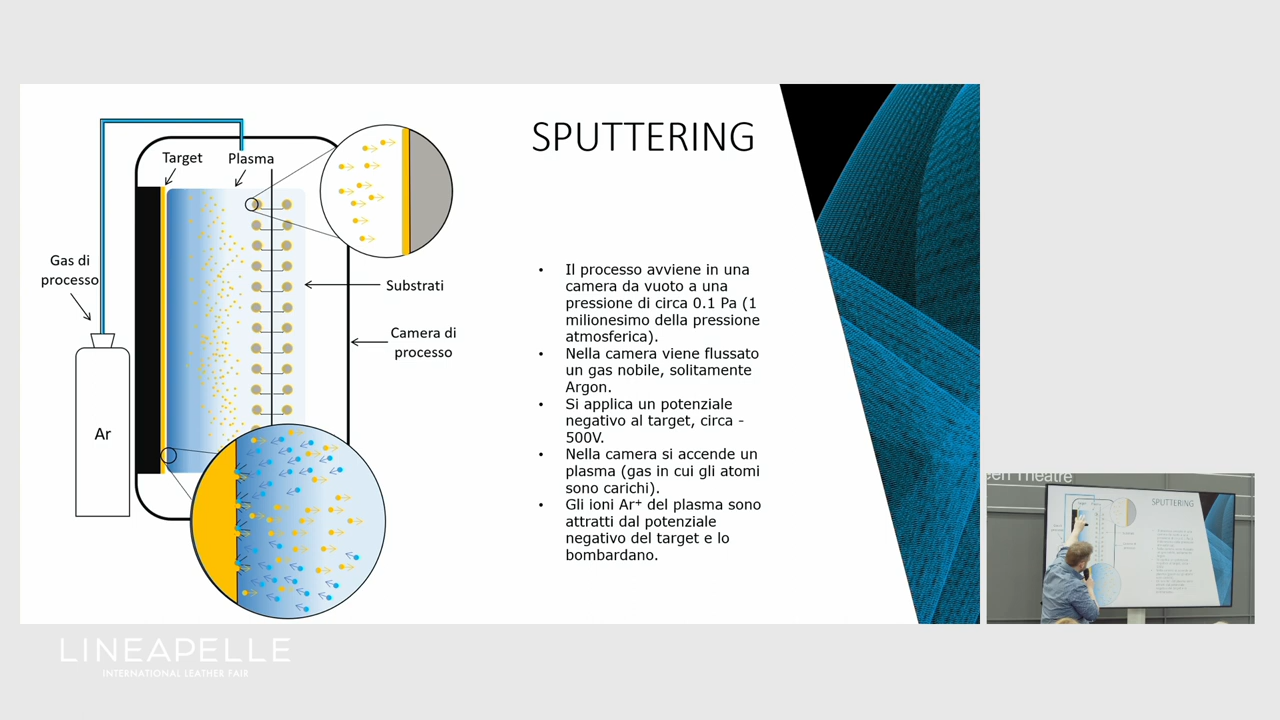 SPUTTERING
Target
Plasma
Gas di
processo
Substrati
Camera di
processo
Ar
• Il processo avviene in una
camera da vuoto a una
pressione di circa 0.1 Pa (1
milionesimo della pressione
atmosferica).
• Nella camera viene flussato
un gas nobile, solitamente
Argon.
• Si applica un potenziale
negativo al target, circa -
500V.
• Nella camera si accende un
plasma (gas in cui gli atomi
sono carichi).
• Gli ioni Ar⁺ del plasma sono
attratti dal potenziale
negativo del target e lo
bombardano.
Theatre
SPUTTERING
LINEAPELLE
INTERNATIONAL LEATHER FAIR